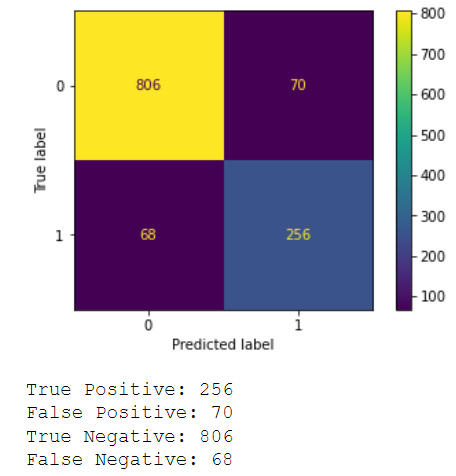 800
700
0
806
70
600
500
True label
400
300
1
68
256
200
100
0
1
Predicted label
True Positive: 256
False Positive: 70
True Negative: 806
False Negative: 68